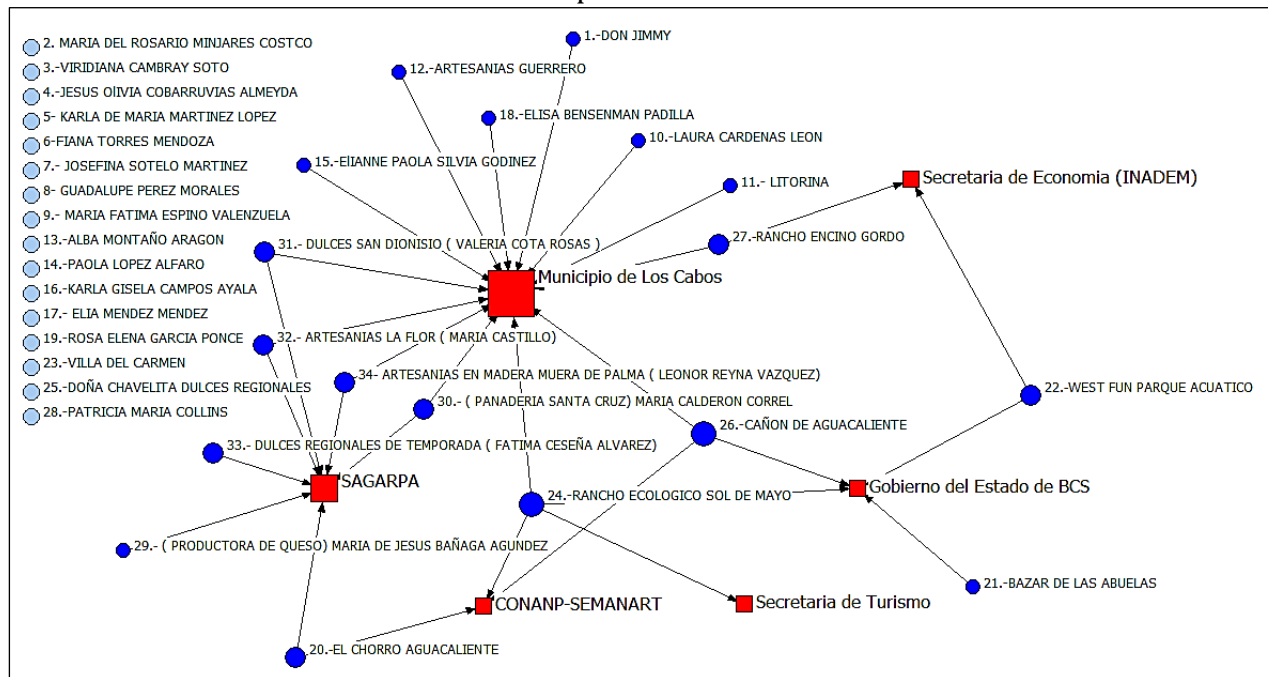 1.-DON JIMMY
2. MARIA DEL ROSARIO MINJARES COSTCO
12.-ARTESANIAS GUERRERO
3.-VIRIDIANA CAMBRAY SOTO
4.-JESUS OlIVIA COBARRUVIAS ALMEYDA
18.-ELISA BENSENMAN PADILLA
5- KARLA DE MARIA MARTINEZ LOPEZ
10.-LAURA CARDENAS LEON
6-FIANA TORRES MENDOZA
15.-ElIANNE PAOLA SILVIA GODINEZ
7.- JOSEFINA SOTELO MARTINEZ
Secretaria de Economia (INADEM)
11.- LITORINA
8- GUADALUPE PEREZ MORALES
9.- MARIA FATIMA ESPINO VALENZUELA
27.-RANCHO ENCINO GORDO
13.-ALBA MONTAÑO ARAGON
31.- DULCES SAN DIONISIO ( VALERIA COTA ROSAS )
14.-PAOLA LOPEZ ALFARO
Municipio de Los Cabos
16.-KARLA GISELA CAMPOS AYALA
17.- ELIA MENDEZ MENDEZ
19.-ROSA ELENA GARCIA PONCE
32.- ARTESANIAS LA FLOR ( MARIA CASTILLO)
23.-VILLA DEL CARMEN
34- ARTESANIAS EN MADERA MUERA DE PALMA ( LEONOR REYNA VAZQUEZ)
25.-DOÑA CHAVELITA DULCES REGIONALES
22.-WEST FUN PARQUE ACUATICO
30.- ( PANADERIA SANTA CRUZ) MARIA CALDERON CORREL
28.-PATRICIA MARIA COLLINS
26.-CAÑON DE AGUACALIENTE
33.- DULCES REGIONALES DE TEMPORADA ( FATIMA CESEÑA ALVAREZ)
SAGARPA
Gobierno del Estado de BCS
24.-RANCHO ECOLOGICO SOL DE MAYO
29.- ( PRODUCTORA DE QUESO) MARIA DE JESUS BAÑAGA AGUNDEZ
21.-BAZAR DE LAS ABUELAS
CONANP-SEMANART
Secretaria de Turismo
20.-EL CHORRO AGUACALIENTE